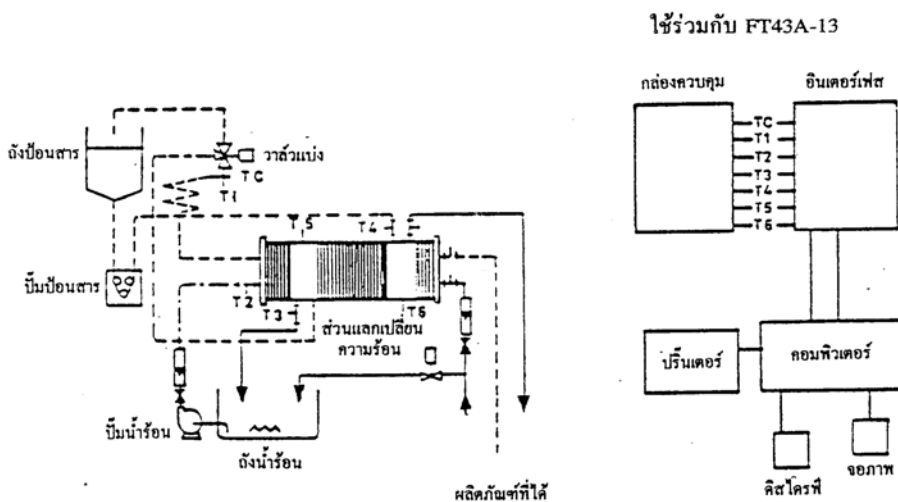 ใช้ร่วมกับ FT43A-13
กล่องควบคุม
อินเตอร์เฟส
TC
T1
T2
T3
T4
T5
T6
ถังป้อนสาร
วาล์วแบ่ง
TC
T1
T5
T4
ปั๊มป้อนสาร
T2
T3
T6
ส่วนแลกเปลี่ยน
ความร้อน
ปริ๊นเตอร์
คอมพิวเตอร์
ปั๊มน้ำร้อน
ถังน้ำร้อน
ดิสไดรฟ์
จอภาพ
ผลิตภัณฑ์ที่ได้